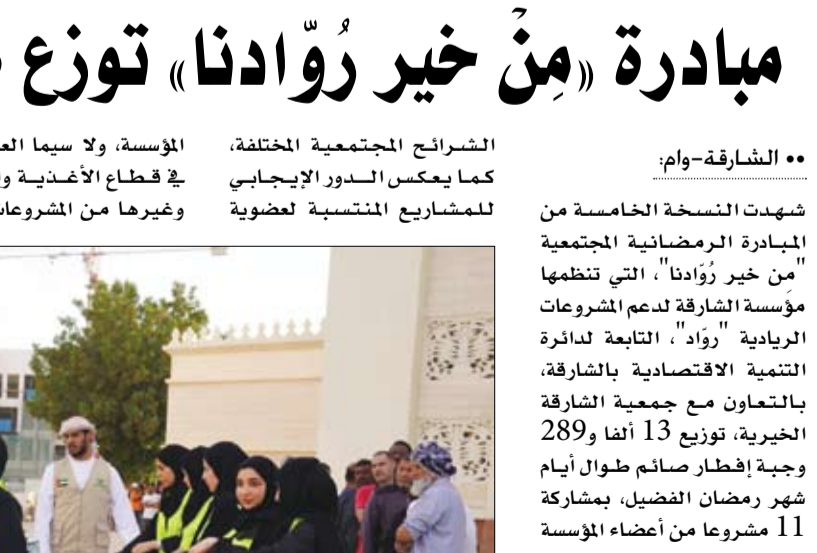 مبادرة «مِنْ خير رُوّادنا» توزع
•• الشارقة-وام:
شهدت النسخة الخامسة من
المبادرة الرمضانية المجتمعية
"مِن خير رُوّادنا"، التي تنظمها
مؤسسة الشارقة لدعم المشروعات
الريادية "روّاد"، التابعة لدائرة
التنمية الاقتصادية بالشارقة،
بالتعاون مع جمعية الشارقة
الخيرية، توزيع 13 ألفا و289
وجبة إفطار صائم طوال أيام
شهر رمضان الفضيل، بمشاركة
11 مشروعا من أعضاء المؤسسة
الشرائح المجتمعية المختلفة،
كما يعكس الدور الإيجابي
للمشاريع المنتسبة لعضوية
المؤسسة، ولا سيما
في قطاع الأغذية
وغيرها من المشروعات